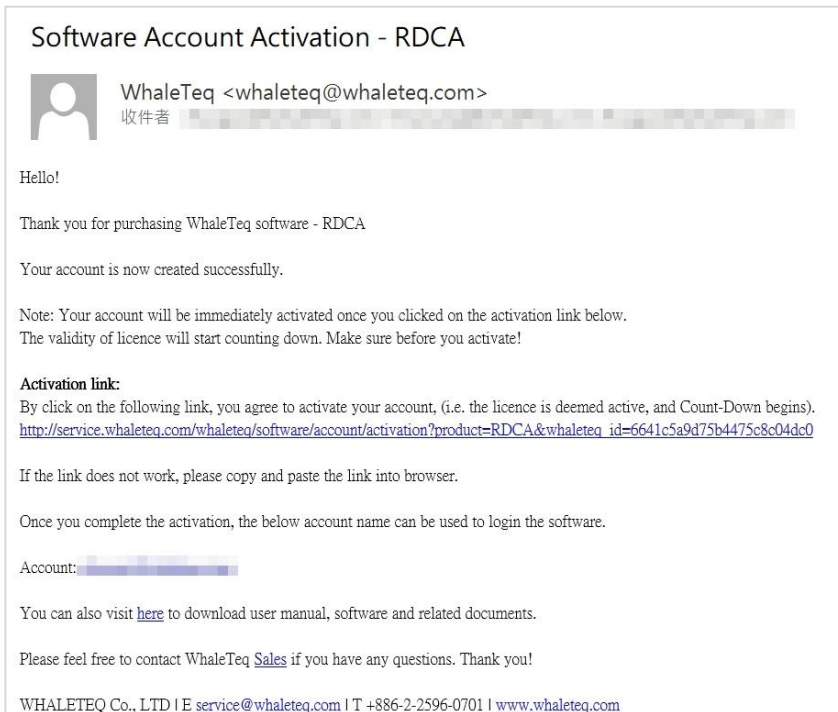 Software Account Activation - RDCA
WhaleTeq <whaleteq@whaleteq.com>
收件者
Hello!
Thank you for purchasing WhaleTeq software - RDCA
Your account is now created successfully.
Note: Your account will be immediately activated once you clicked on the activation link below.
The validity of licence will start counting down. Make sure before you activate!
Activation link:
By click on the following link, you agree to activate your account, (i.e. the licence is deemed active, and Count-Down begins).
http://service.whaleteq.com/whaleteq/software/account/activation?product=RDCA&whaleteq_id=6641c5a9d75b4475c8c04dc0
If the link does not work, please copy and paste the link into browser.
Once you complete the activation, the below account name can be used to login the software.
Account:
You can also visit here to download user manual, software and related documents.
Please feel free to contact WhaleTeq Sales if you have any questions. Thank you!
WHALETEQ Co., LTD | E service@whaleteq.com | T +886-2-2596-0701 | www.whaleteq.com